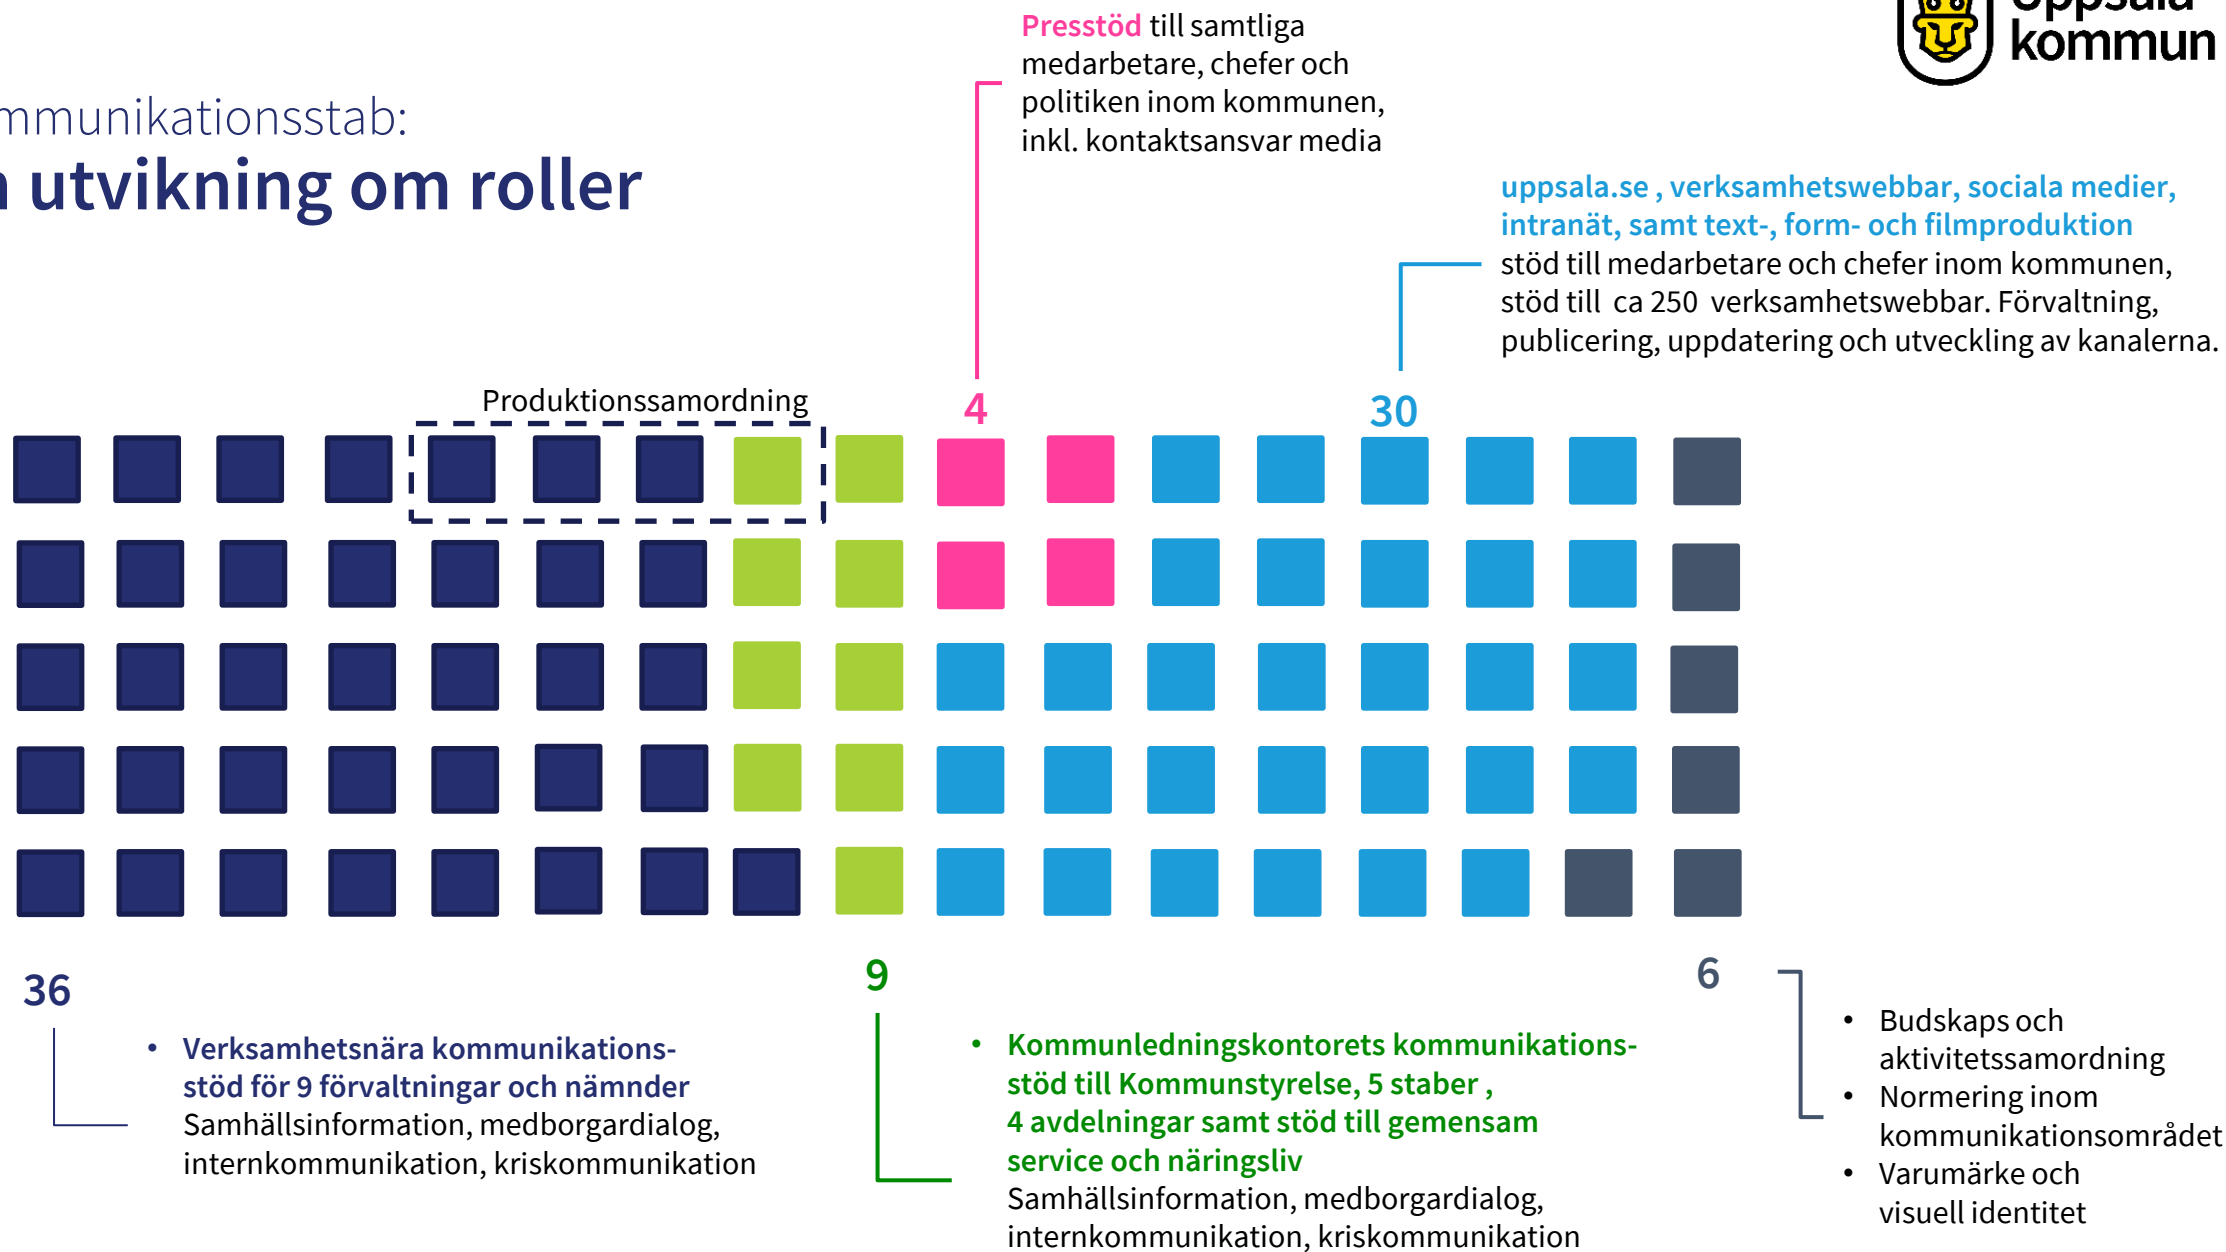 Presstöd till samtliga
medarbetare, chefer och
politiken inom kommunen,
inkl. kontaktsansvar media
uppsala
kommun
mmunikationsstab:
n utvikning om roller
uppsala.se , verksamhetswebbar, sociala medier,
intranät, samt text-, form- och filmproduktion
stöd till medarbetare och chefer inom kommunen,
stöd till ca 250 verksamhetswebbar. Förvaltning,
publicering, uppdatering och utveckling av kanalerna.
Produktionssamordning
4
30
36
9
6
• Verksamhetsnära kommunikations-
stöd för 9 förvaltningar och nämnder
Samhällsinformation, medborgardialog,
internkommunikation, kriskommunikation
• Kommunledningskontorets kommunikations-
stöd till Kommunstyrelse, 5 staber ,
4 avdelningar samt stöd till gemensam
service och näringsliv
Samhällsinformation, medborgardialog,
internkommunikation, kriskommunikation
• Budskaps och
aktivitetssamordning
• Normering inom
kommunikationsområdet
• Varumärke och
visuell identitet